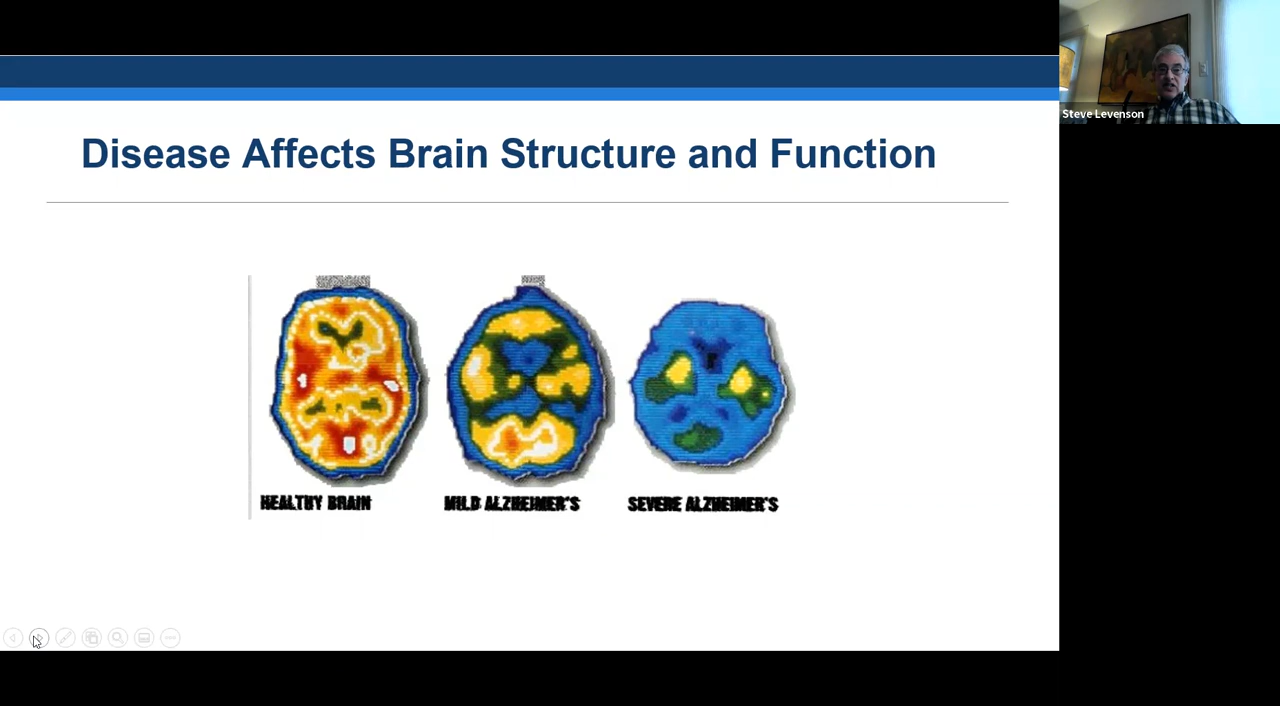 Disease Affects Brain Structure and Function
Steve Levenson
HEALTHY BRAIN
MILD ALZHEIMER'S
SEVERE ALZHEIMER'S